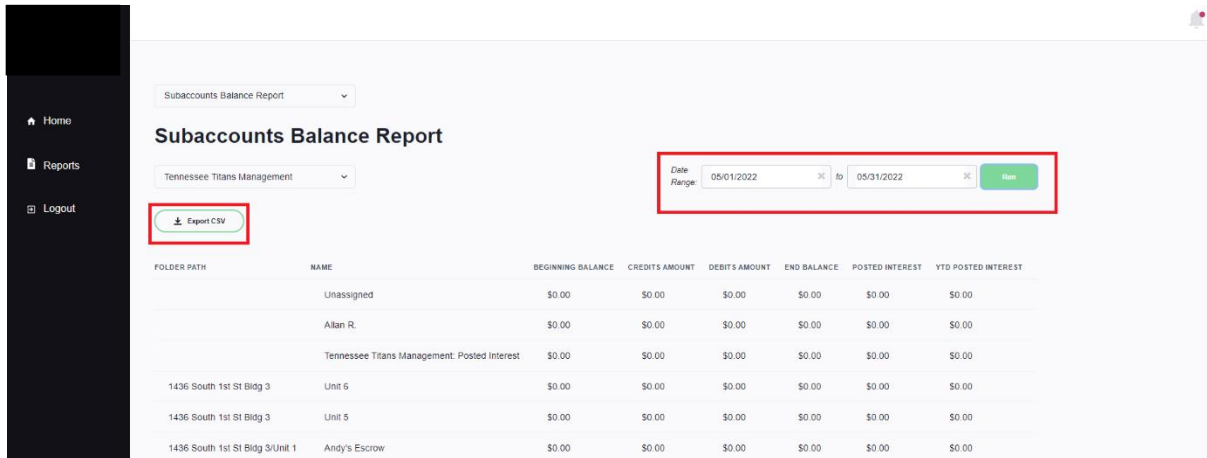 Subaccounts Balance Report
Home
Subaccounts Balance Report
Reports
Tennessee Titans Management
Date Range:
05/01/2022 to 05/31/2022 Run
Logout
Export CSV
FOLDER PATH NAME BEGINNING BALANCE CREDITS AMOUNT DEBITS AMOUNT END BALANCE POSTED INTEREST YTD POSTED INTEREST
Unassigned $0.00 $0.00 $0.00 $0.00 $0.00 $0.00
Allan R. $0.00 $0.00 $0.00 $0.00 $0.00 $0.00
Tennessee Titans Management: Posted Interest $0.00 $0.00 $0.00 $0.00 $0.00 $0.00
1436 South 1st St Bldg 3 Unit 6 $0.00 $0.00 $0.00 $0.00 $0.00 $0.00
1436 South 1st St Bldg 3 Unit 5 $0.00 $0.00 $0.00 $0.00 $0.00 $0.00
1436 South 1st St Bldg 3/Unit 1 Andy's Escrow $0.00 $0.00 $0.00 $0.00 $0.00 $0.00